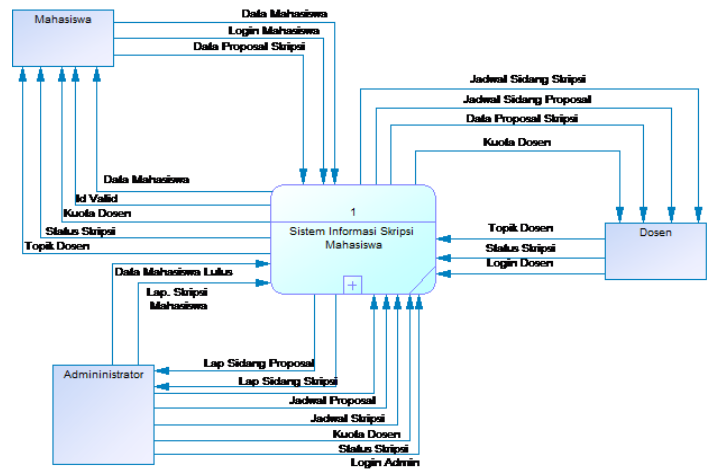 Data Mahasiswa
Mahasiswa
Login Mahasiswa
Data Proposal Skripsi
Jadwal Sidang Skripsi
Jadwal Sidang Proposal
Data Proposal Skripsi
Kuota Dosen
Data Mahasiswa
Id Valid
Kuota Dosen
Status Skripsi
Topik Dosen
1
Sistem Informasi Skripsi
Mahasiswa
Topik Dosen
Status Skripsi
Login Dosen
Dosen
Data Mahasiswa Lulus
Lap. Skripsi
Mahasiswa
Lap Sidang Proposal
Admininistrator
Lap Sidang Skripsi
Jadwal Proposal
Jadwal Skripsi
Kuota Dosen
Status Skripsi
Login Admin